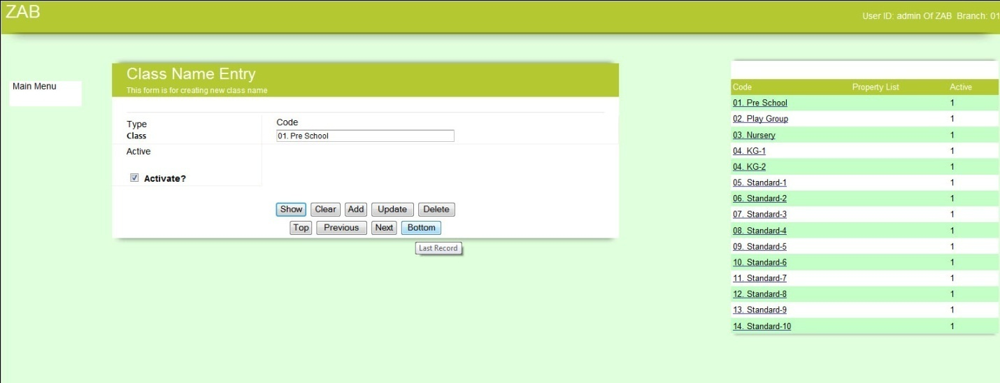 ZAB
User ID: admin Of ZAB Branch: 01
Main Menu
Class Name Entry
This form is for creating new class name
Type
Class
Code
01. Pre School
Active
Activate?
Show Clear Add Update Delete
Top Previous Next Bottom
Last Record
Code Property List Active
01. Pre School 1
02. Play Group 1
03. Nursery 1
04. KG-1 1
04. KG-2 1
05. Standard-1 1
06. Standard-2 1
07. Standard-3 1
08. Standard-4 1
09. Standard-5 1
10. Standard-6 1
11. Standard-7 1
12. Standard-8 1
13. Standard-9 1
14. Standard-10 1